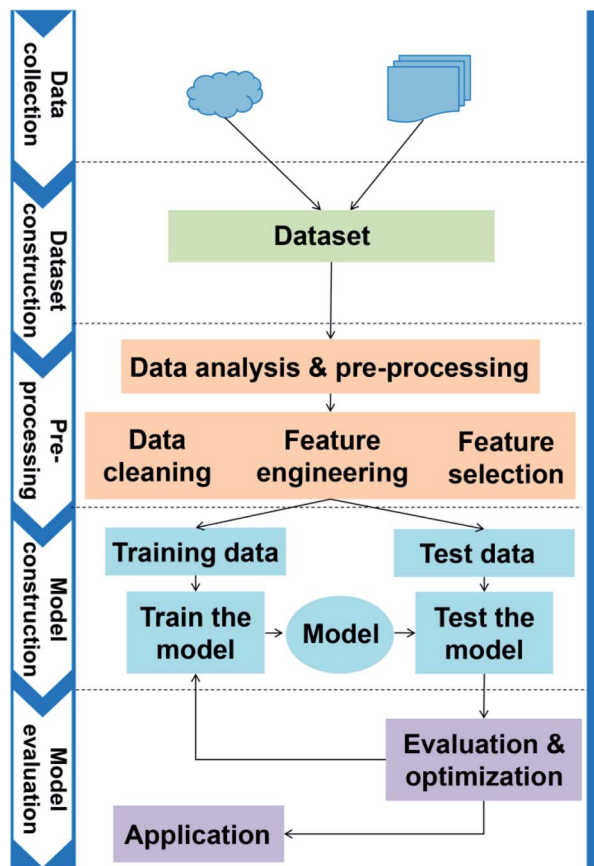 Data
collection
Dataset
construction
Dataset
Pre-
processing
Data analysis & pre-processing
Data
cleaning
Feature
engineering
Feature
selection
Model
construction
Training data
Test data
Train the
model
Model
Test the
model
Model
evaluation
Evaluation &
optimization
Application